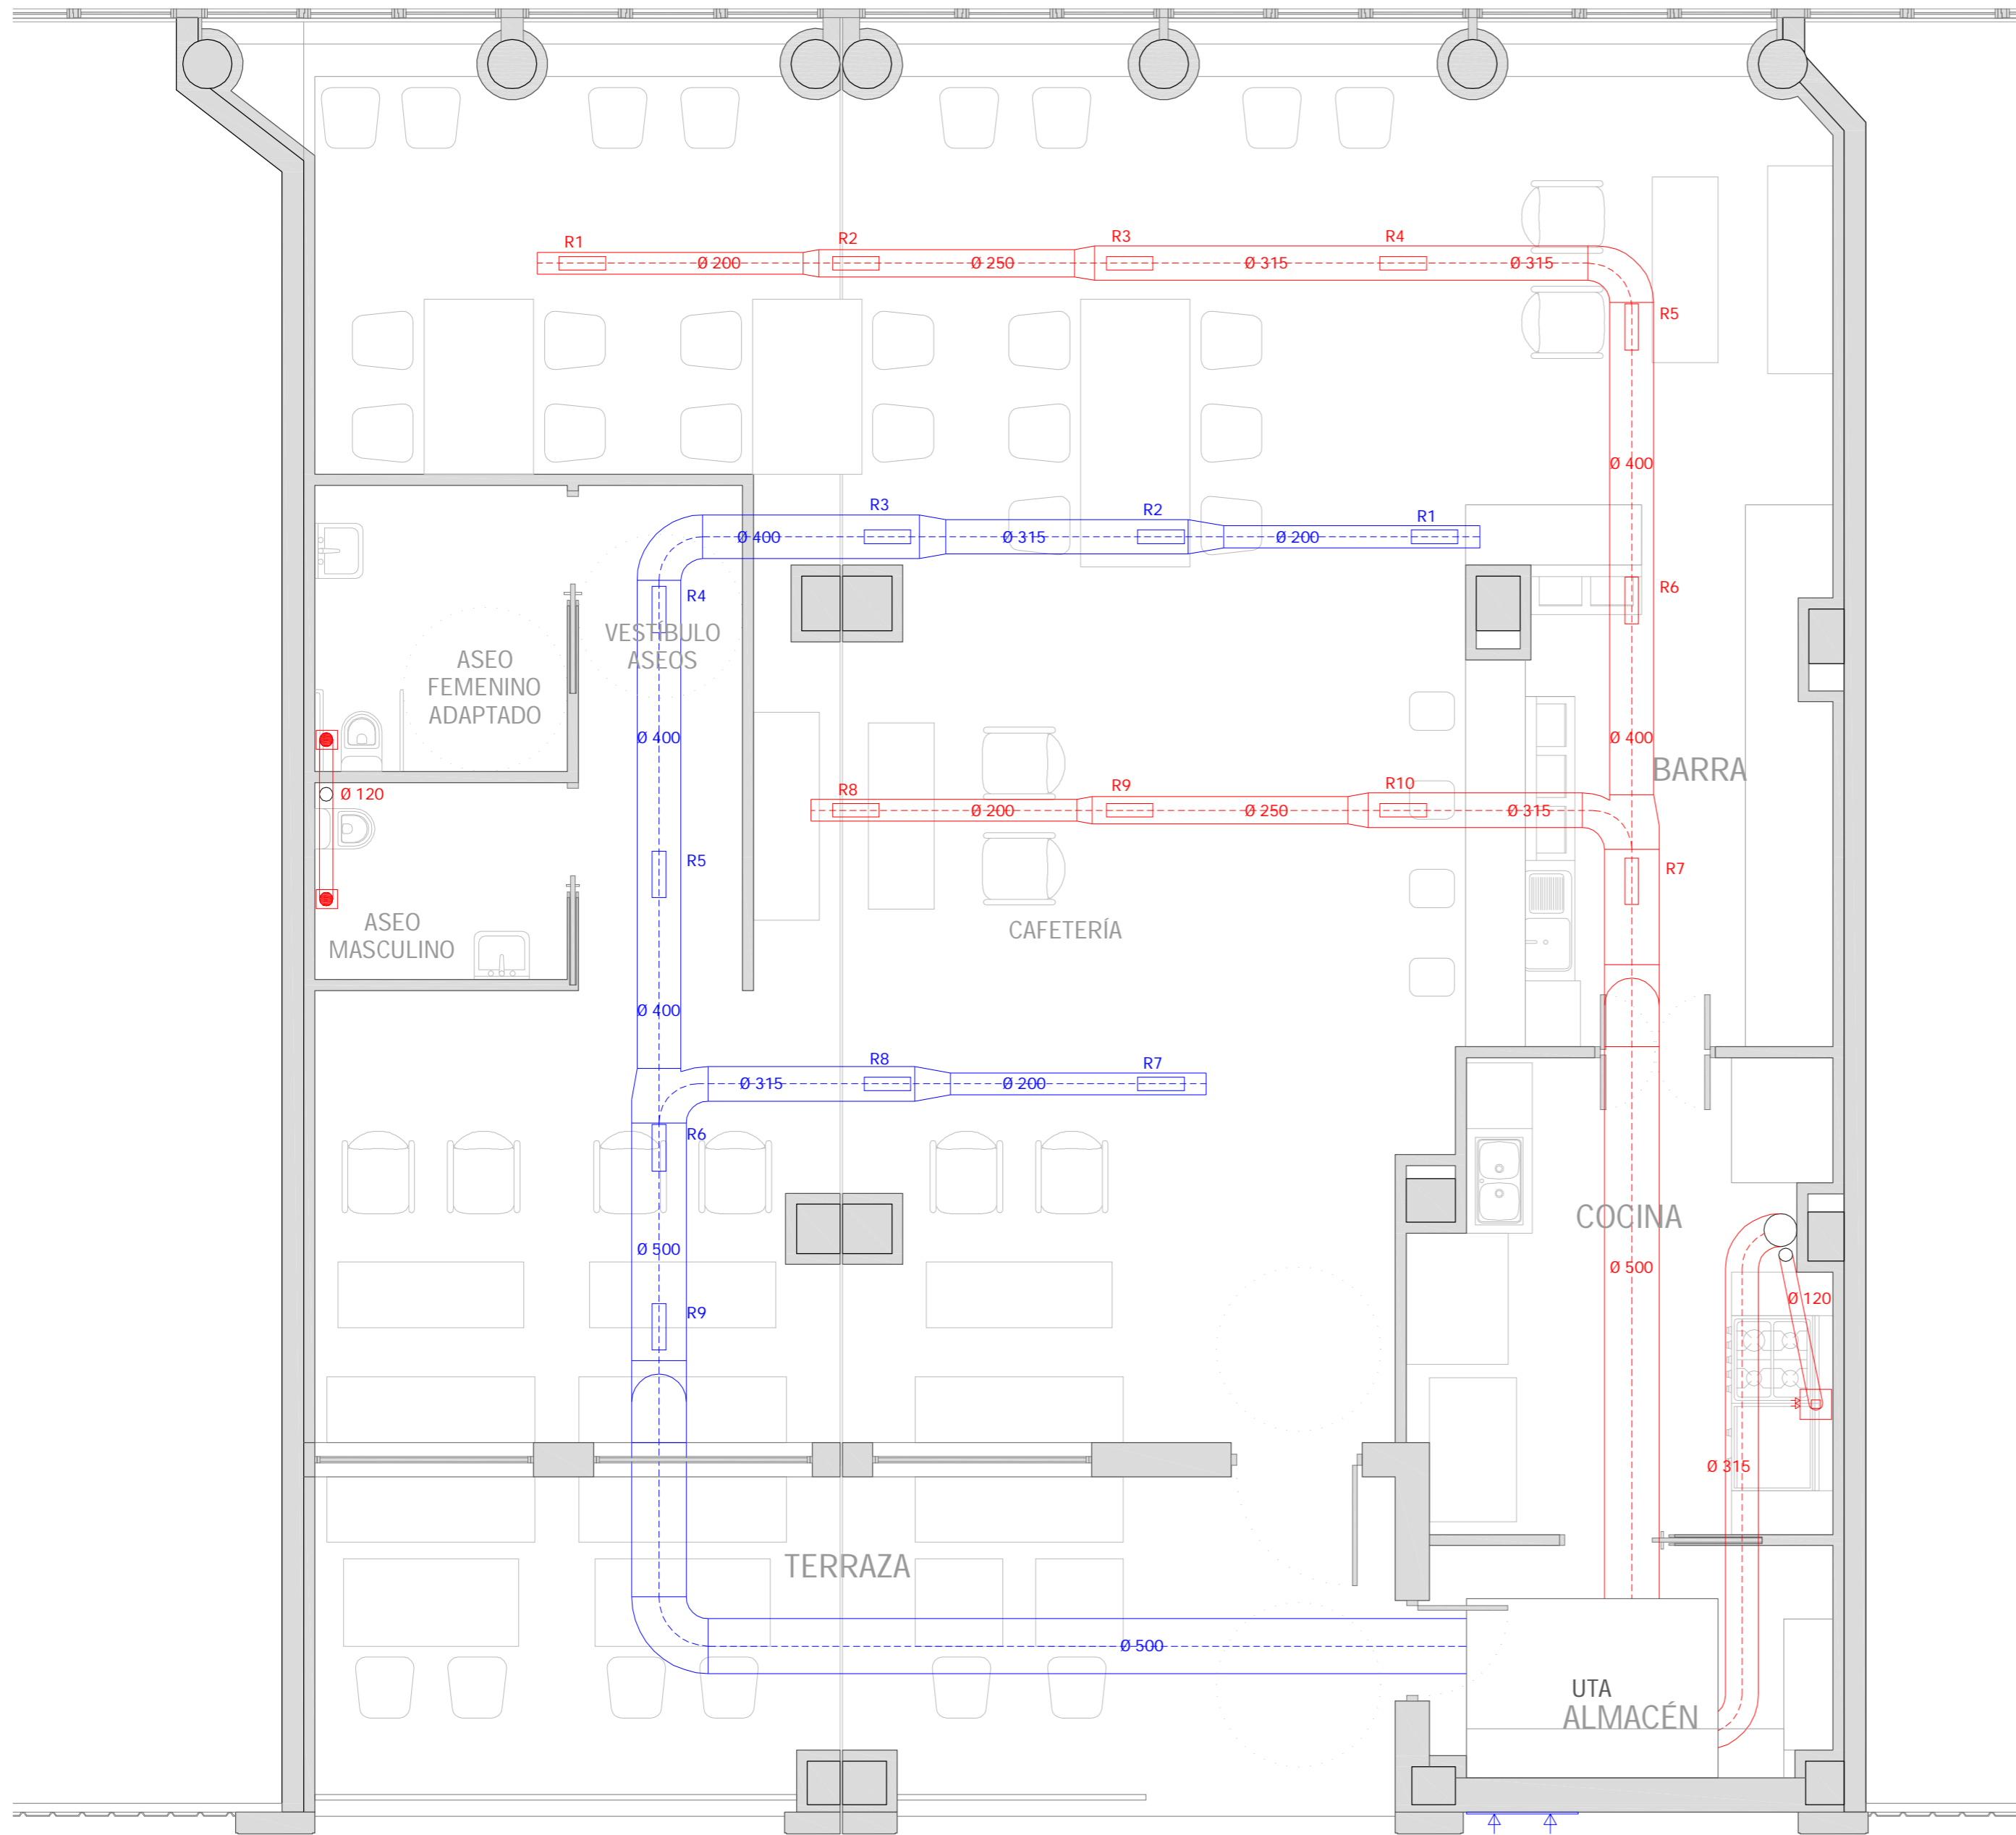 R1
R2
R3
R4
Ø 200
Ø 250
Ø 315
Ø 315
R5
Ø 400
R3
R2
R1
Ø 400
Ø 315
Ø 200
R4
R6
VESTÍBULO
ASEOS
ASEO
FEMENINO
ADAPTADO
Ø 400
Ø 400
BARRA
Ø 120
R8
R9
R10
Ø 200
Ø 250
Ø 315
R5
R7
ASEO
MASCULINO
CAFETERÍA
Ø 400
R8
R7
Ø 315
Ø 200
R6
COCINA
Ø 500
Ø 500
Ø 120
R9
Ø 315
TERRAZA
Ø 500
UTA
ALMACÉN